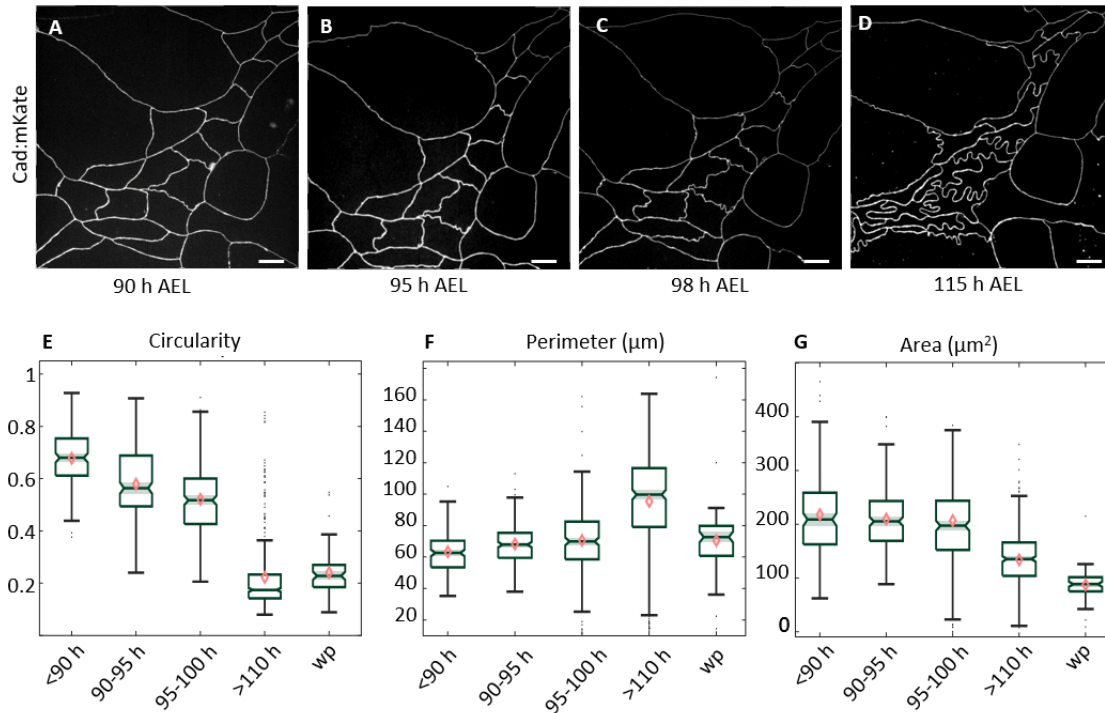 A
B
C
D
Cad:mKate
90 h AEL
95 h AEL
98 h AEL
115 h AEL
E Circularity
1
0.8
0.6
0.4
0.2
<90 h
90-95 h
95-100 h
>110 h
wp
F Perimeter (µm)
160
140
120
100
80
60
40
20
<90 h
90-95 h
95-100 h
>110 h
wp
G Area (µm²)
400
300
200
100
0
<90 h
90-95 h
95-100 h
>110 h
wp